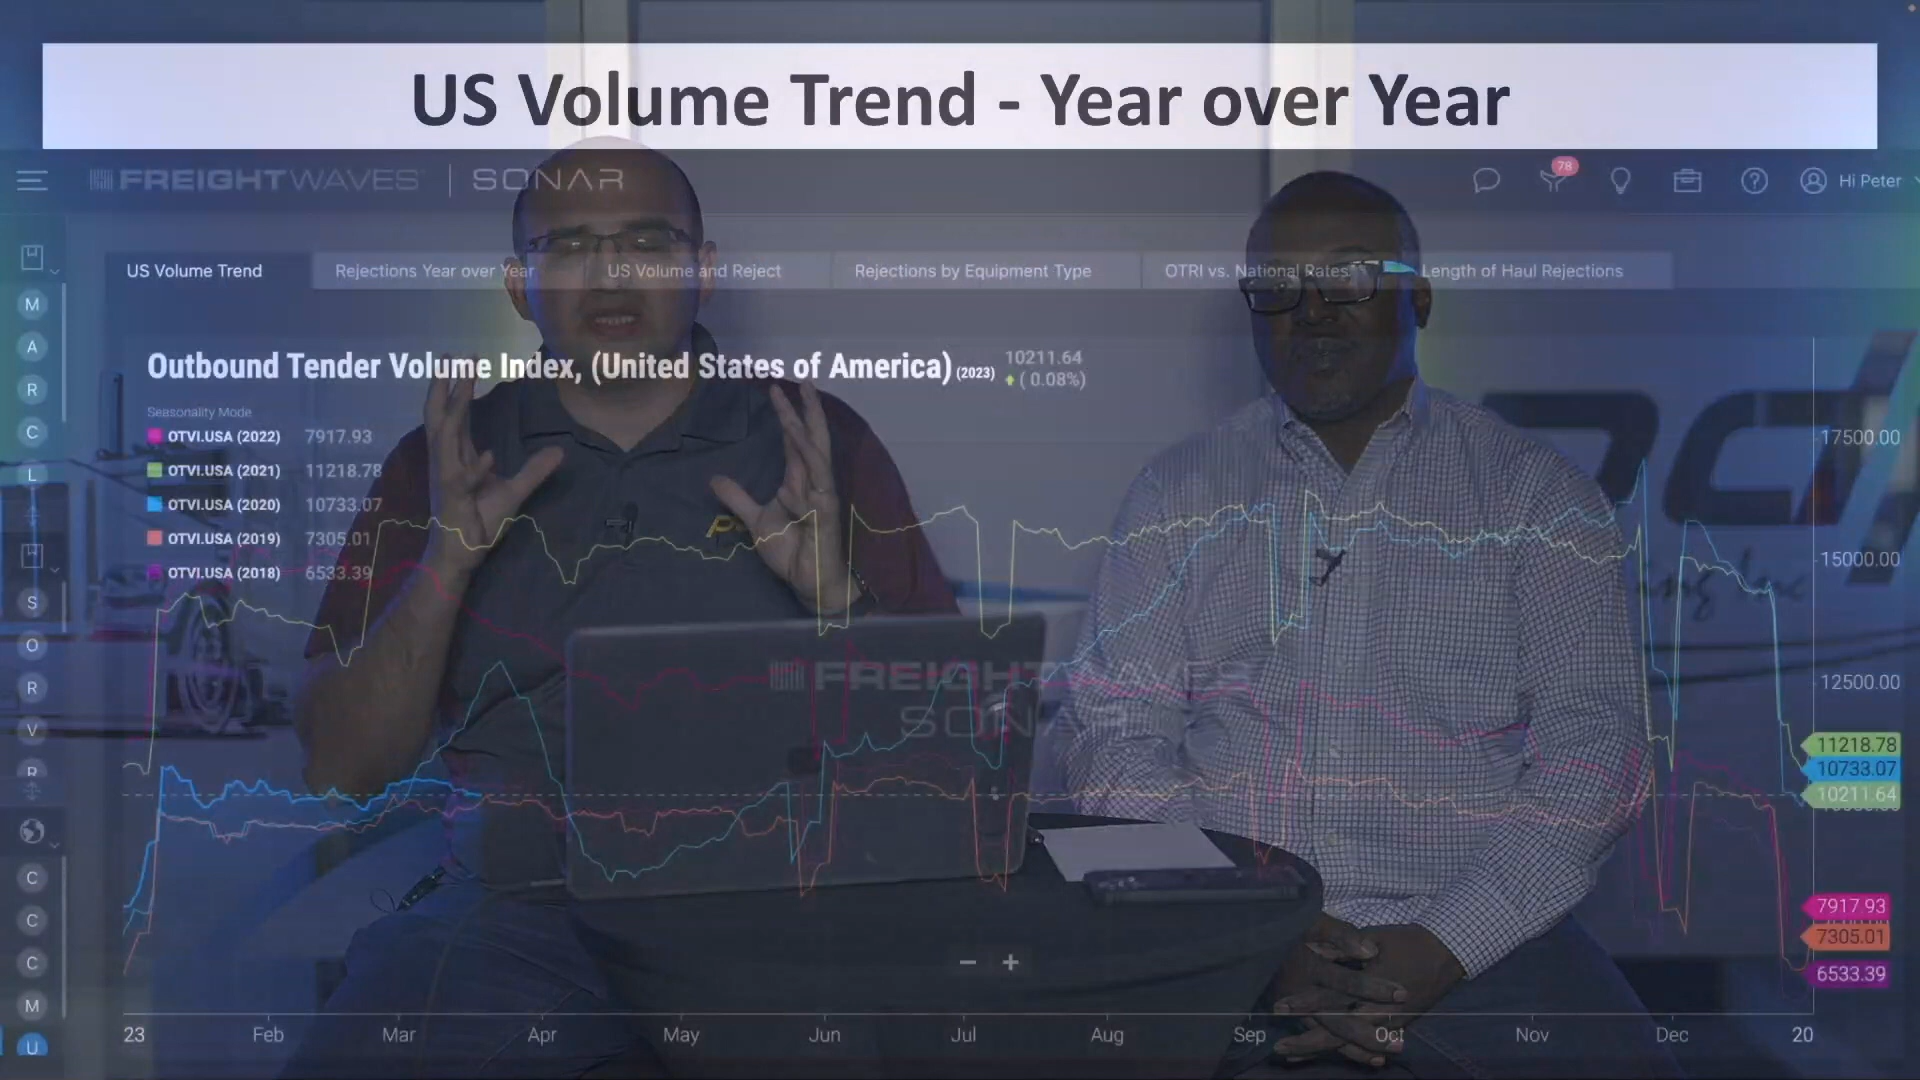 US Volume Trend - Year over Year
FREIGHTWAVES | SONAR
78
Hi Peter
US Volume Trend
Rejections Year over Year
US Volume and Reject
Rejections by Equipment Type
OTRI vs. National Rates
Length of Haul Rejections
M
A
R
C
L
S
O
R
V
R
C
C
C
M
U
Outbound Tender Volume Index, (United States of America) (2023)
10211.64
( 0.08%)
Seasonality Mode
OTVI.USA (2022) 7917.93
OTVI.USA (2021) 11218.78
OTVI.USA (2020) 10733.07
OTVI.USA (2019) 7305.01
OTVI.USA (2018) 6533.39
FREIGHTWAVES
SONAR
17500.00
15000.00
12500.00
11218.78
10733.07
10211.64
7917.93
7305.01
6533.39
− +
23 Feb Mar Apr May Jun Jul Aug Sep Oct Nov Dec 20